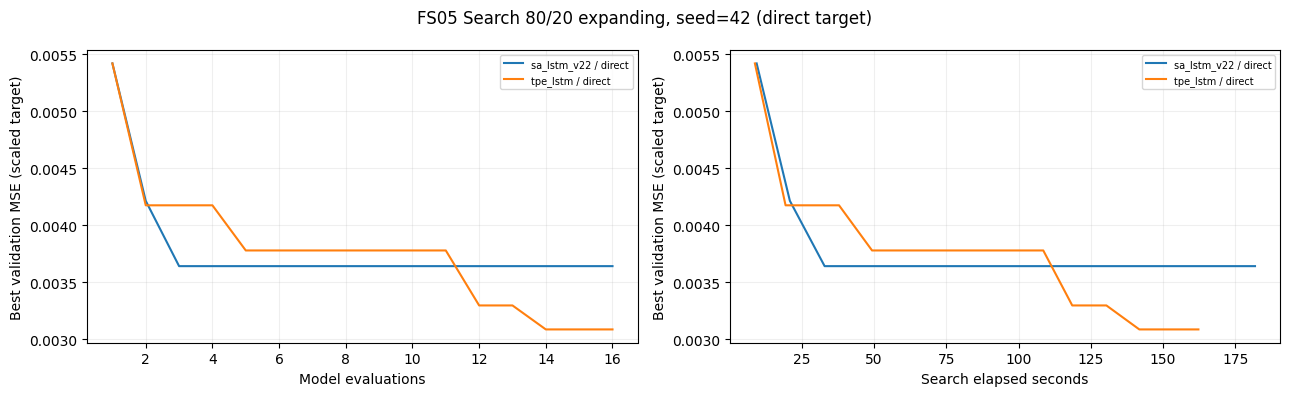 FS05 Search 80/20 expanding, seed=42 (direct target)
Best validation MSE (scaled target)
0.0055
0.0050
0.0045
0.0040
0.0035
0.0030
sa_lstm_v22 / direct
tpe_lstm / direct
2 4 6 8 10 12 14 16
Model evaluations
Best validation MSE (scaled target)
0.0055
0.0050
0.0045
0.0040
0.0035
0.0030
sa_lstm_v22 / direct
tpe_lstm / direct
25 50 75 100 125 150 175
Search elapsed seconds